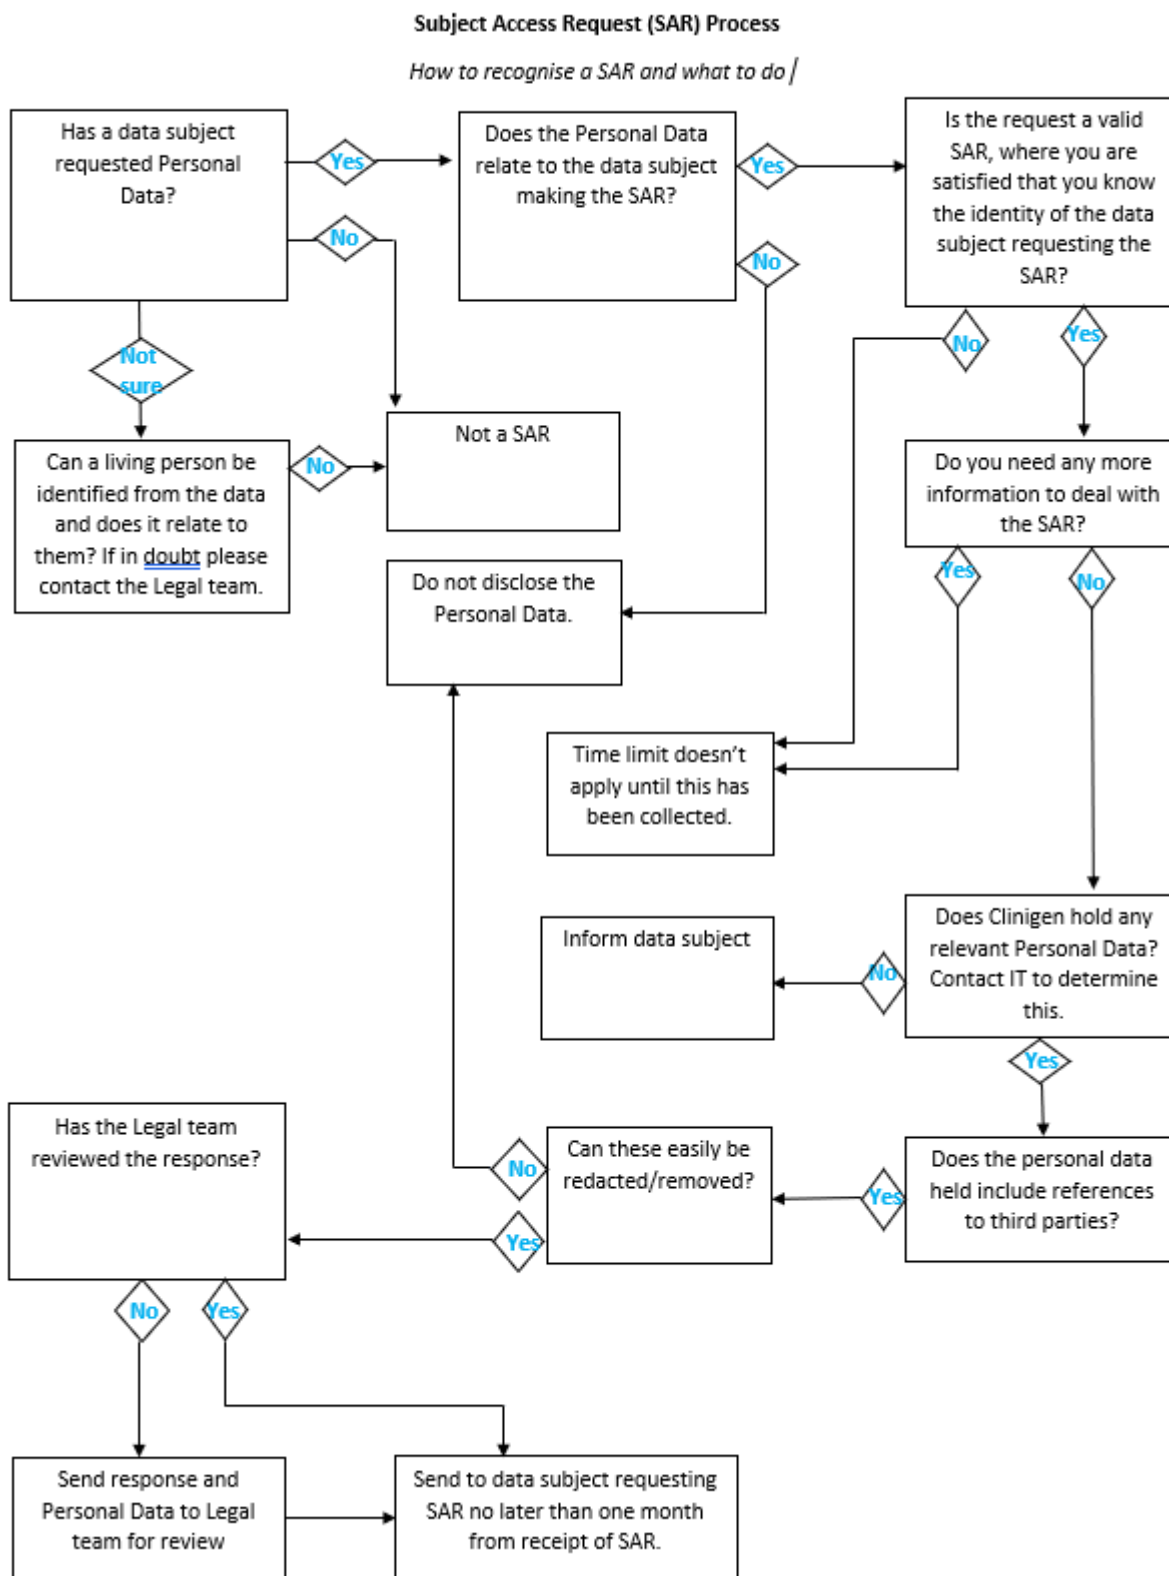 Subject Access Request (SAR) Process
How to recognise a SAR and what to do
Has a data subject
requested Personal
Data?
Yes
No
Not
sure
Does the Personal Data
relate to the data subject
making the SAR?
Yes
No
Is the request a valid
SAR, where you are
satisfied that you know
the identity of the data
subject requesting the
SAR?
No
Yes
Can a living person be
identified from the data
and does it relate to
them? If in doubt please
contact the Legal team.
No
Not a SAR
Do you need any more
information to deal with
the SAR?
Yes
No
Do not disclose the
Personal Data.
Time limit doesn't
apply until this has
been collected.
Does Clinigen hold any
relevant Personal Data?
Contact IT to determine
this.
No
Yes
Inform data subject
Does the personal data
held include references
to third parties?
Yes
Can these easily be
redacted/removed?
No
Yes
Has the Legal team
reviewed the response?
No
Yes
Send response and
Personal Data to Legal
team for review
Send to data subject requesting
SAR no later than one month
from receipt of SAR.